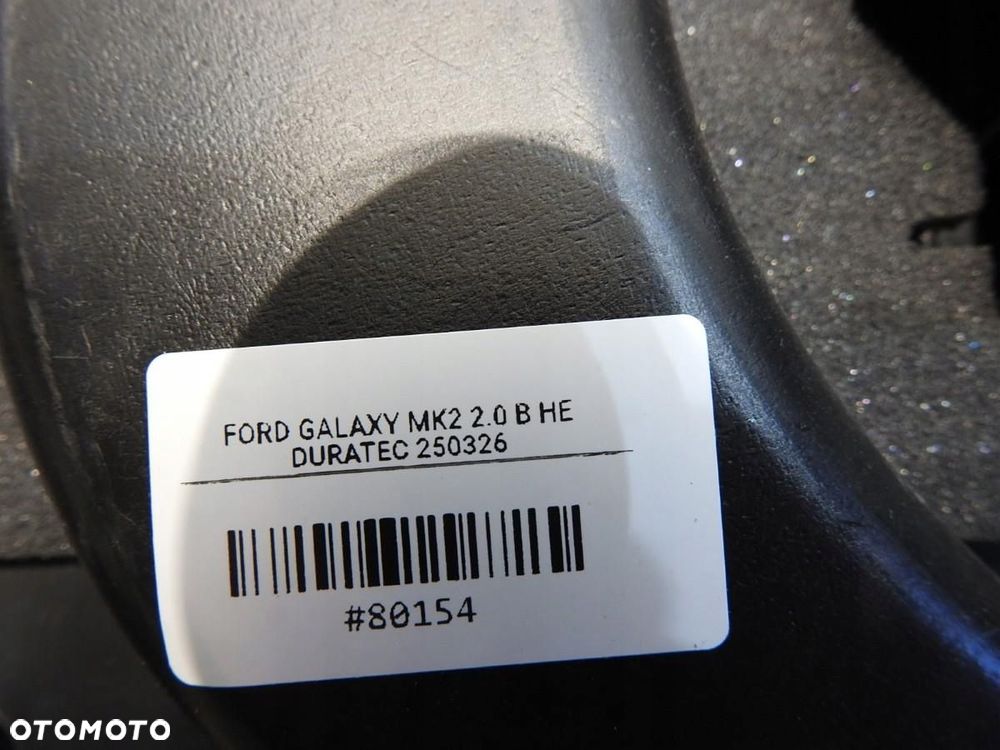 FORD GALAXY MK2 2.0 B HE
DURATEC 250326
#80154
OTOMOTO